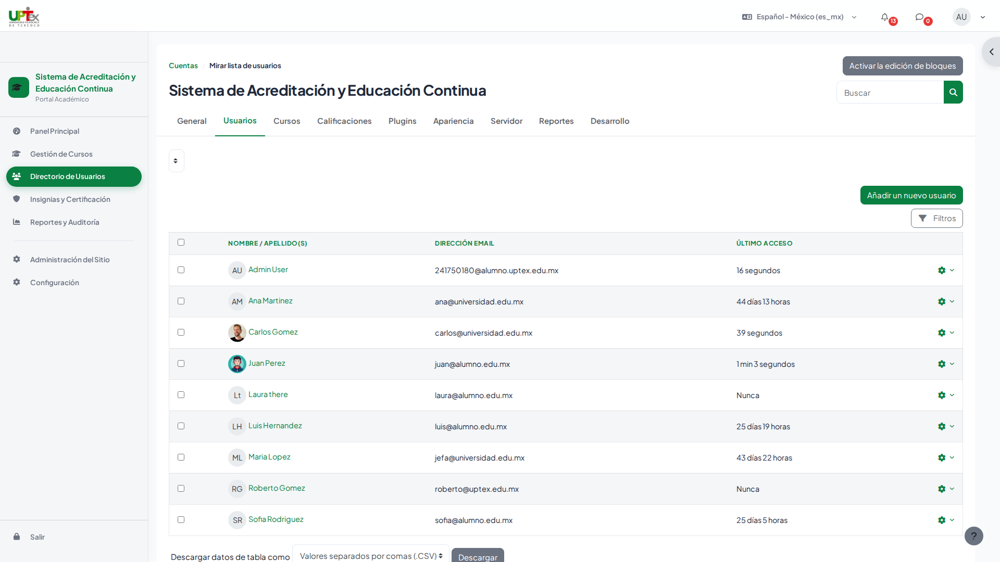 UPTex
UNIVERSIDAD POLITÉCNICA
DE TEXCOCO
Español - México (es_mx)
13
0
AU
Sistema de Acreditación y
Educación Continua
Portal Académico
Panel Principal
Gestión de Cursos
Directorio de Usuarios
Insignias y Certificación
Reportes y Auditoría
Administración del Sitio
Configuración
Salir
Cuentas / Mirar lista de usuarios
Activar la edición de bloques
Sistema de Acreditación y Educación Continua
Buscar
General Usuarios Cursos Calificaciones Plugins Apariencia Servidor Reportes Desarrollo
Añadir un nuevo usuario
Filtros
NOMBRE / APELLIDO(S) DIRECCIÓN EMAIL ÚLTIMO ACCESO
AU Admin User 241750180@alumno.uptex.edu.mx 16 segundos
AM Ana Martinez ana@universidad.edu.mx 44 días 13 horas
Carlos Gomez carlos@universidad.edu.mx 39 segundos
Juan Perez juan@alumno.edu.mx 1 min 3 segundos
Lt Laura there laura@alumno.edu.mx Nunca
LH Luis Hernandez luis@alumno.edu.mx 25 días 19 horas
ML Maria Lopez jefa@universidad.edu.mx 43 días 22 horas
RG Roberto Gomez roberto@uptex.edu.mx Nunca
SR Sofia Rodriguez sofia@alumno.edu.mx 25 días 5 horas
?
Descargar datos de tabla como Valores separados por comas (.CSV) Descargar